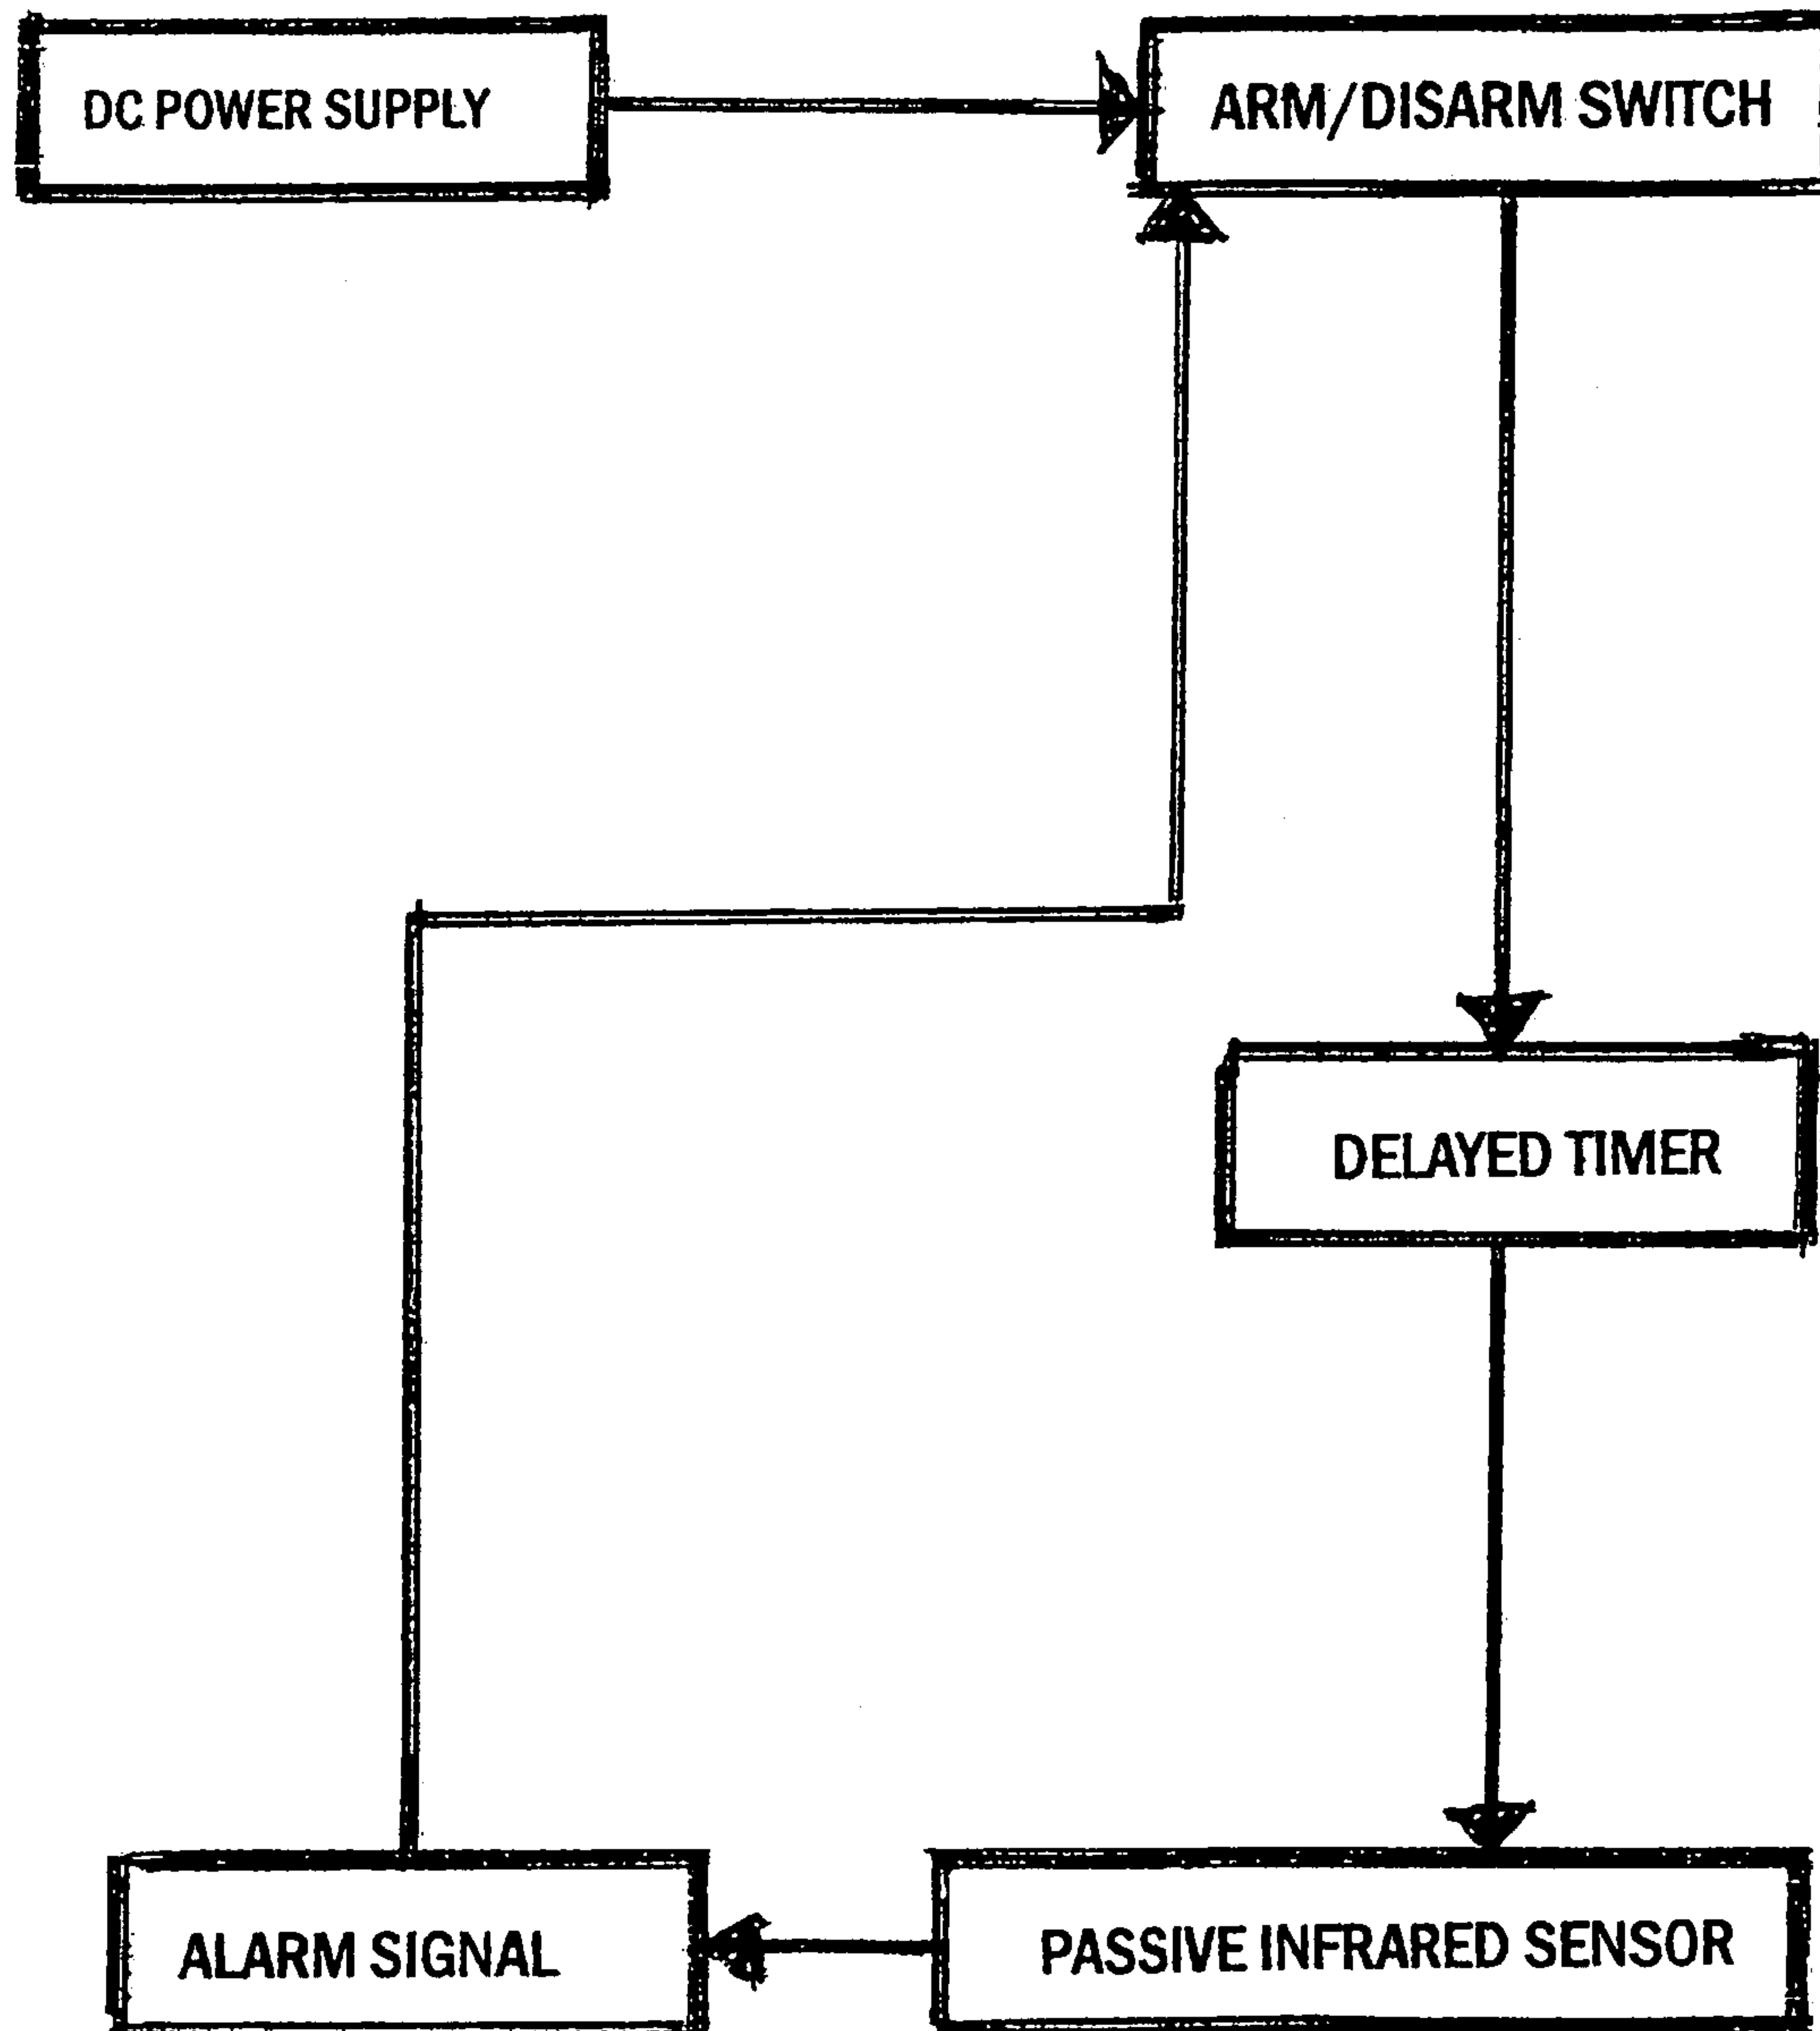 DC POWER SUPPLY
ARM/DISARM SWITCH
DELAYED TIMER
ALARM SIGNAL
PASSIVE INFRARED SENSOR